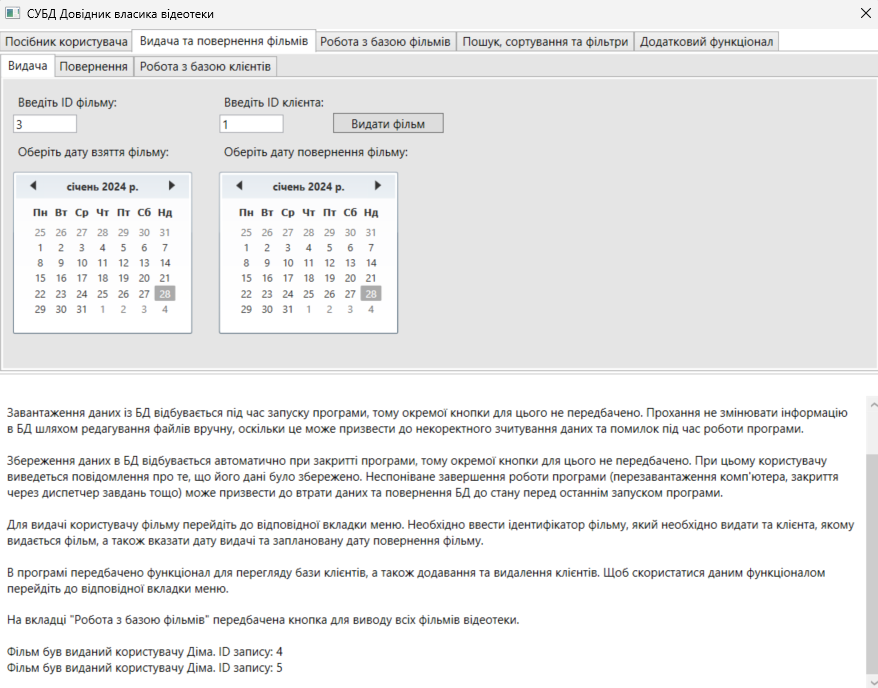 СУБД Довідник власика відеотеки
Посібник користувача Видача та повернення фільмів Робота з базою фільмів Пошук, сортування та фільтри Додатковий функціонал
Видача Повернення Робота з базою клієнтів
Введіть ID фільму: Введіть ID клієнта:
3 1 Видати фільм
Оберіть дату взяття фільму: Оберіть дату повернення фільму:
січень 2024 р. січень 2024 р.
Пн Вт Ср Чт Пт Сб Нд Пн Вт Ср Чт Пт Сб Нд
25 26 27 28 29 30 31 25 26 27 28 29 30 31
1 2 3 4 5 6 7 1 2 3 4 5 6 7
8 9 10 11 12 13 14 8 9 10 11 12 13 14
15 16 17 18 19 20 21 15 16 17 18 19 20 21
22 23 24 25 26 27 28 22 23 24 25 26 27 28
29 30 31 1 2 3 4 29 30 31 1 2 3 4
Завантаження даних із БД відбувається під час запуску програми, тому окремої кнопки для цього не передбачено. Прохання не змінювати інформацію
в БД шляхом редагування файлів вручну, оскільки це може призвести до некоректного зчитування даних та помилок під час роботи програми.
Збереження даних в БД відбувається автоматично при закритті програми, тому окремої кнопки для цього не передбачено. При цьому користувачу
виведеться повідомлення про те, що його дані було збережено. Неспоніване завершення роботи програми (перезавантаження комп'ютера, закриття
через диспетчер завдань тощо) може призвести до втрати даних та повернення БД до стану перед останнім запуском програми.
Для видачі користувачу фільму перейдіть до відповідної вкладки меню. Необхідно ввести ідентифікатор фільму, який необхідно видати та клієнта, якому
видається фільм, а також вказати дату видачі та заплановану дату повернення фільму.
В програмі передбачено функціонал для перегляду бази клієнтів, а також додавання та видалення клієнтів. Щоб скористатися даним функціоналом
перейдіть до відповідної вкладки меню.
На вкладці "Робота з базою фільмів" передбачена кнопка для виводу всіх фільмів відеотеки.
Фільм був виданий користувачу Діма. ID запису: 4
Фільм був виданий користувачу Діма. ID запису: 5